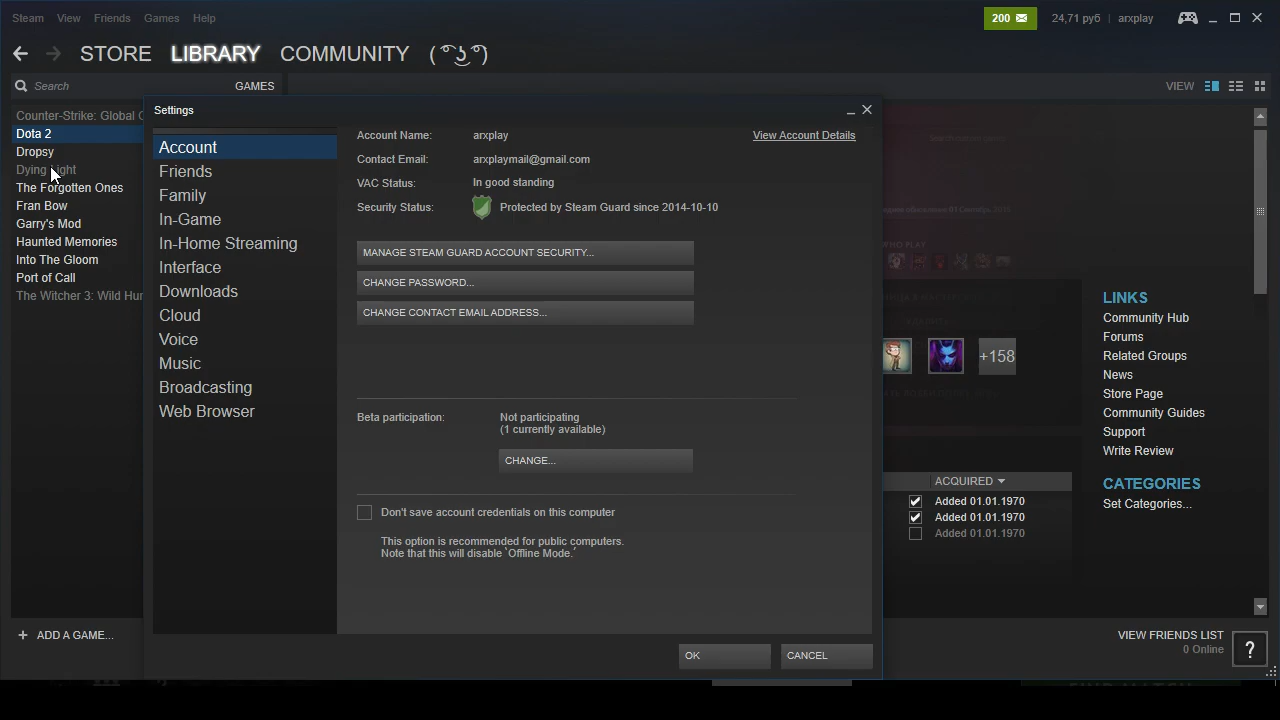 Steam View Friends Games Help
200 24,71 руб arxplay
STORE LIBRARY COMMUNITY ( ͡° ͜ʖ ͡°)
Search GAMES
VIEW
Counter-Strike: Global
Dota 2
Dropsy
Dying Light
The Forgotten Ones
Fran Bow
Garry's Mod
Haunted Memories
Into The Gloom
Port of Call
The Witcher 3: Wild Hun
+ ADD A GAME...
Settings
Account
Friends
Family
In-Game
In-Home Streaming
Interface
Downloads
Cloud
Voice
Music
Broadcasting
Web Browser
Account Name: arxplay
View Account Details
Contact Email: arxplaymail@gmail.com
VAC Status: In good standing
Security Status: Protected by Steam Guard since 2014-10-10
MANAGE STEAM GUARD ACCOUNT SECURITY...
CHANGE PASSWORD...
CHANGE CONTACT EMAIL ADDRESS...
Beta participation: Not participating
(1 currently available)
CHANGE...
Don't save account credentials on this computer
This option is recommended for public computers.
Note that this will disable `Offline Mode.´
OK CANCEL
+158
ACQUIRED
Added 01.01.1970
Added 01.01.1970
Added 01.01.1970
LINKS
Community Hub
Forums
Related Groups
News
Store Page
Community Guides
Support
Write Review
CATEGORIES
Set Categories...
VIEW FRIENDS LIST
0 Online
?